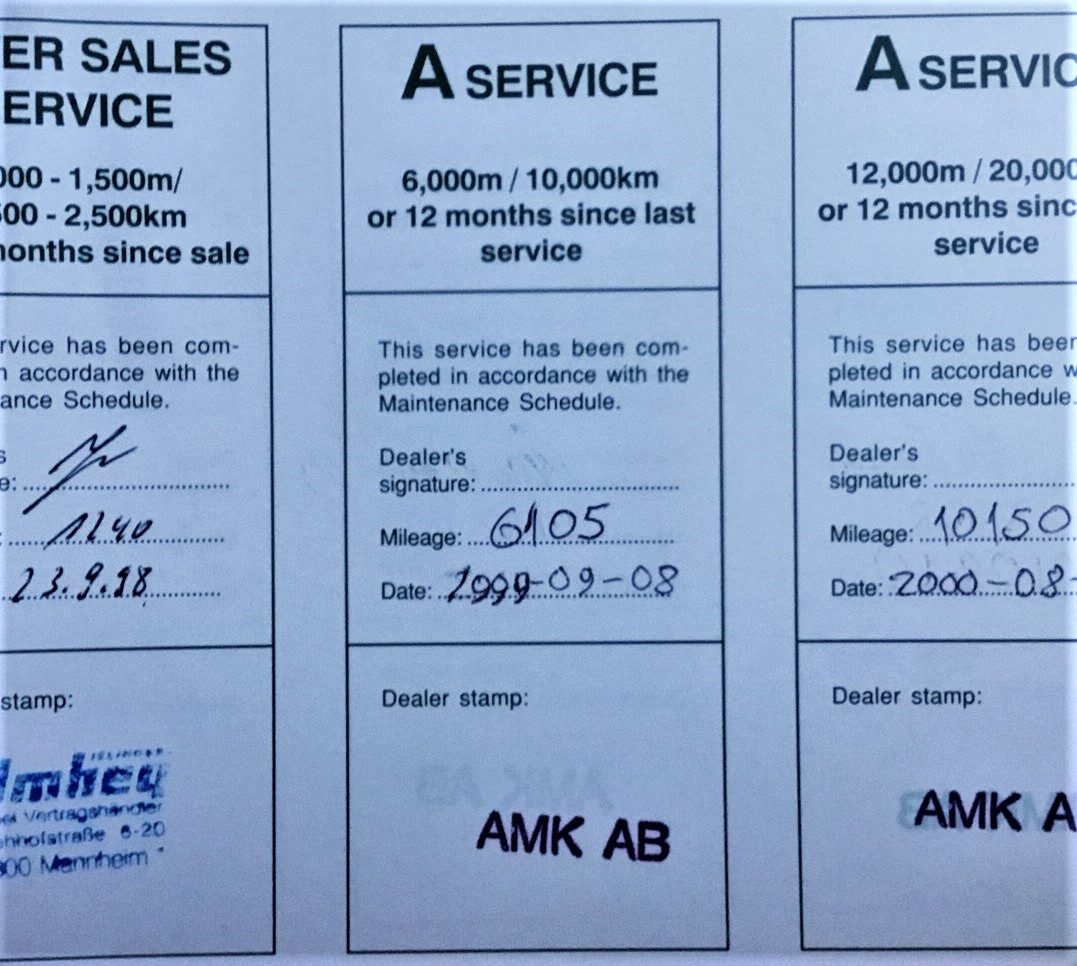 ER SALES
ERVICE
000 - 1,500m/
500 - 2,500km
months since sale
rvice has been com-
n accordance with the
ance Schedule.
s
e:
: 1240
23.9.98
stamp:
Vertragshändler
hnhofstraße 6-20
00 Mannheim
A SERVICE
6,000m / 10,000km
or 12 months since last
service
This service has been com-
pleted in accordance with the
Maintenance Schedule.
Dealer's
signature:
Mileage: 6105
Date: 1999-09-08
Dealer stamp:
AMK AB
A SERVIC
12,000m / 20,000
or 12 months sinc
service
This service has beer
pleted in accordance w
Maintenance Schedule.
Dealer's
signature:
Mileage: 10150
Date: 2000-08-
Dealer stamp:
AMK A